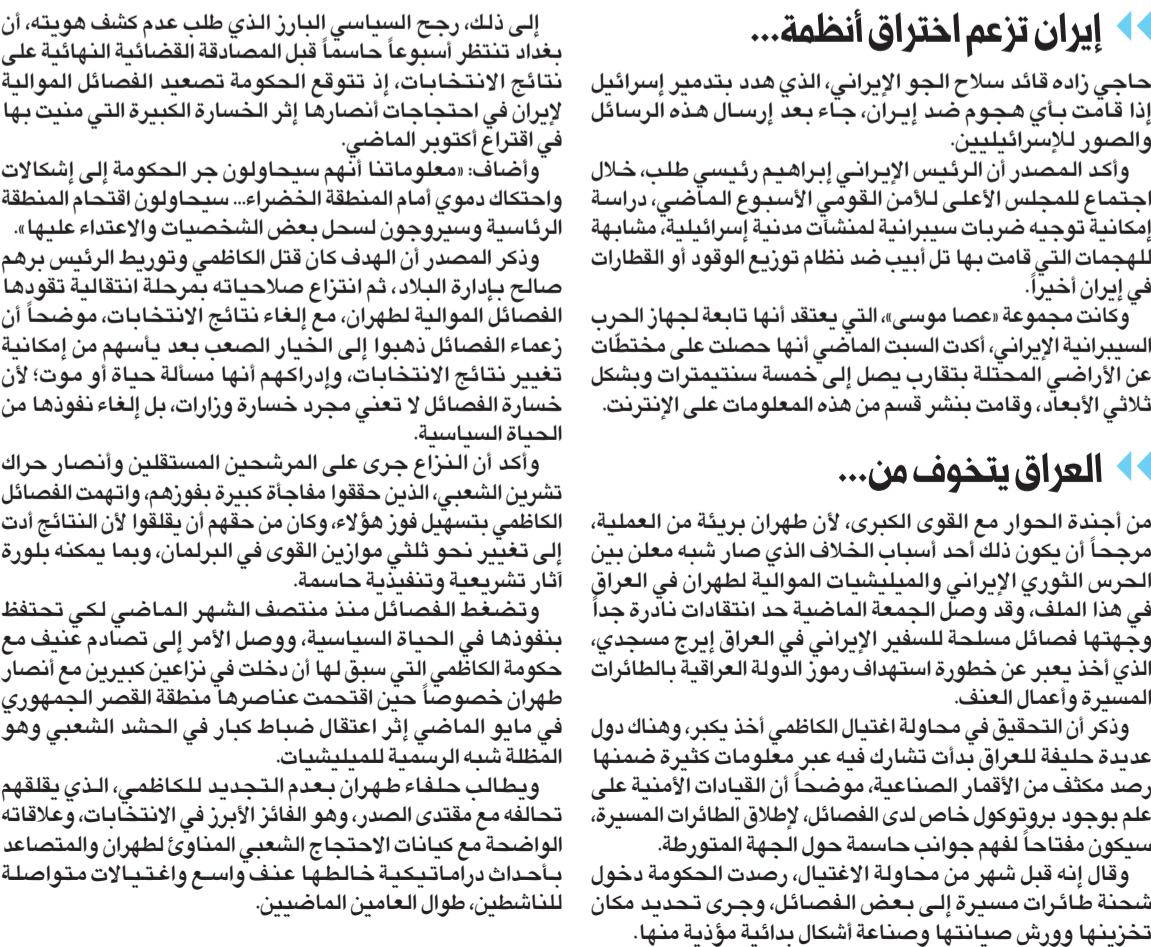 إيران تزعم اختراق أنظمة...
حاجي زاده قائد سلاح الجو الإيراني، الذي هدد بتدمير إسرائيل
إذا قامت بأي هجوم ضد إيران، جاء بعد إرسال هذه الرسائل
والصور للإسرائيليين.
وأكد المصدر أن الرئيس الإيراني إبراهيم رئيسي طلب، خلال
اجتماع للمجلس الأعلى للأمن القومي الأسبوع الماضي، دراسة
إمكانية توجيه ضربات سيبرانية لمنشآت مدنية إسرائيلية، مشابهة
للهجمات التي قامت بها تل أبيب ضد نظام توزيع الوقود أو القطارات
في إيران أخيراً.
وكانت مجموعة «عصا موسى»، التي يعتقد أنها تابعة لجهاز الحرب
السيبرانية الإيراني، أكدت السبت الماضي أنها حصلت على مختطّات
عن الأراضي المحتلة بتقارب يصل إلى خمسة سنتيمترات وبشكل
ثلاثي الأبعاد، وقامت بنشر قسم من هذه المعلومات على الإنترنت.
العراق يتخوف من...
من أجندة الحوار مع القوى الكبرى، لأن طهران بريئة من العملية،
مرجحاً أن يكون ذلك أحد أسباب الخلاف الذي صار شبه معلن بين
الحرس الثوري الإيراني والميليشيات الموالية لطهران في العراق
في هذا الملف، وقد وصل الجمعة الماضية حد انتقادات نادرة جداً
وجهتها فصائل مسلحة للسفير الإيراني في العراق إيرج مسجدي،
الذي أخذ يعبر عن خطورة استهداف رموز الدولة العراقية بالطائرات
المسيرة وأعمال العنف.
وذكر أن التحقيق في محاولة اغتيال الكاظمي أخذ يكبر، وهناك دول
عديدة حليفة للعراق بدأت تشارك فيه عبر معلومات كثيرة ضمنها
رصد مكثف من الأقمار الصناعية، موضحاً أن القيادات الأمنية على
علم بوجود بروتوكول خاص لدى الفصائل، لإطلاق الطائرات المسيرة،
سيكون مفتاحاً لفهم جوانب حاسمة حول الجهة المتورطة.
وقال إنه قبل شهر من محاولة الاغتيال، رصدت الحكومة دخول
شحنة طائرات مسيرة إلى بعض الفصائل، وجرى تحديد مكان
تخزينها وورش صيانتها وصناعة أشكال بدائية مؤذية منها.
إلى ذلك، رجح السياسي البارز الذي طلب عدم كشف هويته، أن
بغداد تنتظر أسبوعاً حاسماً قبل المصادقة القضائية النهائية على
نتائج الانتخابات، إذ تتوقع الحكومة تصعيد الفصائل الموالية
لإيران في احتجاجات أنصارها إثر الخسارة الكبيرة التي منيت بها
في اقتراع أكتوبر الماضي.
وأضاف: «معلوماتنا أنهم سيحاولون جر الحكومة إلى إشكالات
واحتكاك دموي أمام المنطقة الخضراء... سيحاولون اقتحام المنطقة
الرئاسية وسيروجون لسحل بعض الشخصيات والاعتداء عليها».
وذكر المصدر أن الهدف كان قتل الكاظمي وتوريط الرئيس برهم
صالح بإدارة البلاد، ثم انتزاع صلاحياته بمرحلة انتقالية تقودها
الفصائل الموالية لطهران، مع إلغاء نتائج الانتخابات، موضحاً أن
زعماء الفصائل ذهبوا إلى الخيار الصعب بعد يأسهم من إمكانية
تغيير نتائج الانتخابات، وإدراكهم أنها مسألة حياة أو موت؛ لأن
خسارة الفصائل لا تعني مجرد خسارة وزارات، بل إلغاء نفوذها من
الحياة السياسية.
وأكد أن النزاع جرى على المرشحين المستقلين وأنصار حراك
تشرين الشعبي، الذين حققوا مفاجأة كبيرة بفوزهم، واتهمت الفصائل
الكاظمي بتسهيل فوز هؤلاء، وكان من حقهم أن يقلقوا لأن النتائج أدت
إلى تغيير نحو ثلثي موازين القوى في البرلمان، وبما يمكنه بلورة
آثار تشريعية وتنفيذية حاسمة.
وتضغط الفصائل منذ منتصف الشهر الماضي لكي تحتفظ
بنفوذها في الحياة السياسية، ووصل الأمر إلى تصادم عنيف مع
حكومة الكاظمي التي سبق لها أن دخلت في نزاعين كبيرين مع أنصار
طهران خصوصاً حين اقتحمت عناصرها منطقة القصر الجمهوري
في مايو الماضي إثر اعتقال ضباط كبار في الحشد الشعبي وهو
المظلة شبه الرسمية للميليشيات.
ويطالب حلفاء طهران بعدم التجديد للكاظمي، الذي يقلقهم
تحالفه مع مقتدى الصدر، وهو الفائز الأبرز في الانتخابات، وعلاقاته
الواضحة مع كيانات الاحتجاج الشعبي المناوئ لطهران والمتصاعد
بأحداث دراماتيكية خالطها عنف واسع واغتيالات متواصلة
للناشطين، طوال العامين الماضيين.